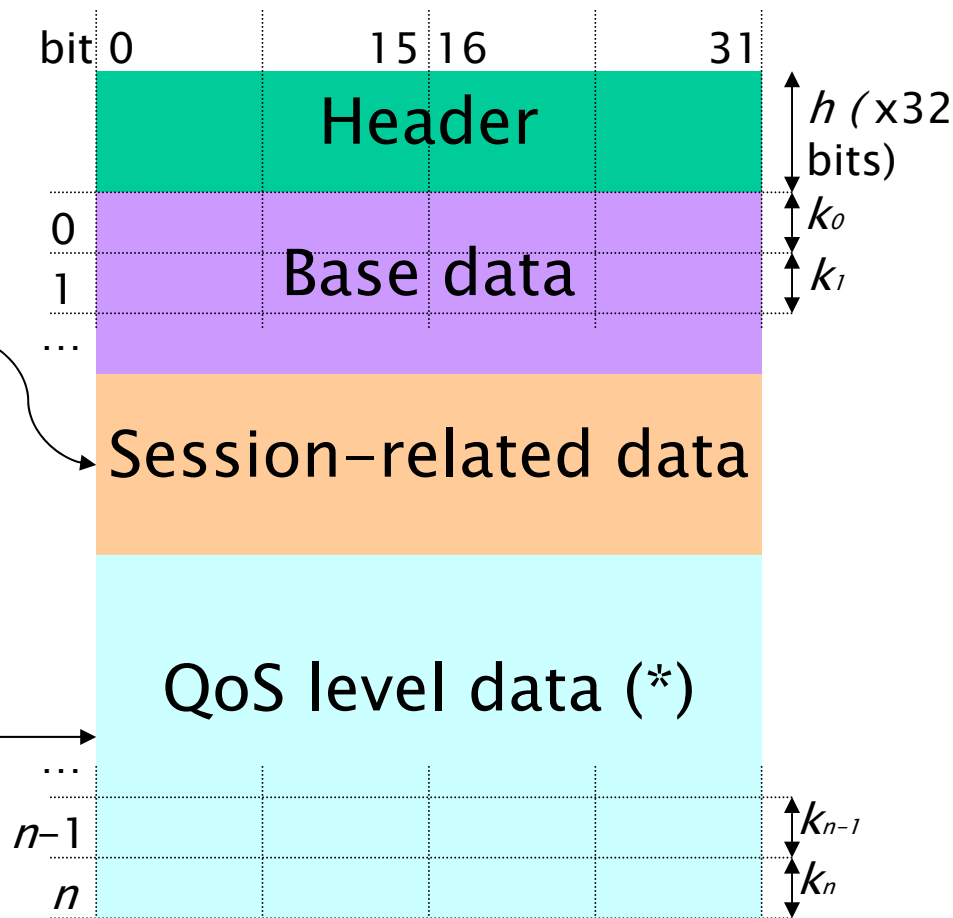 bit 0 15 16 31
Header
h (x32
bits)
0
k0
Base data
1
k1
...
Session-related data
QoS level data (*)
...
n-1
kn-1
n
kn